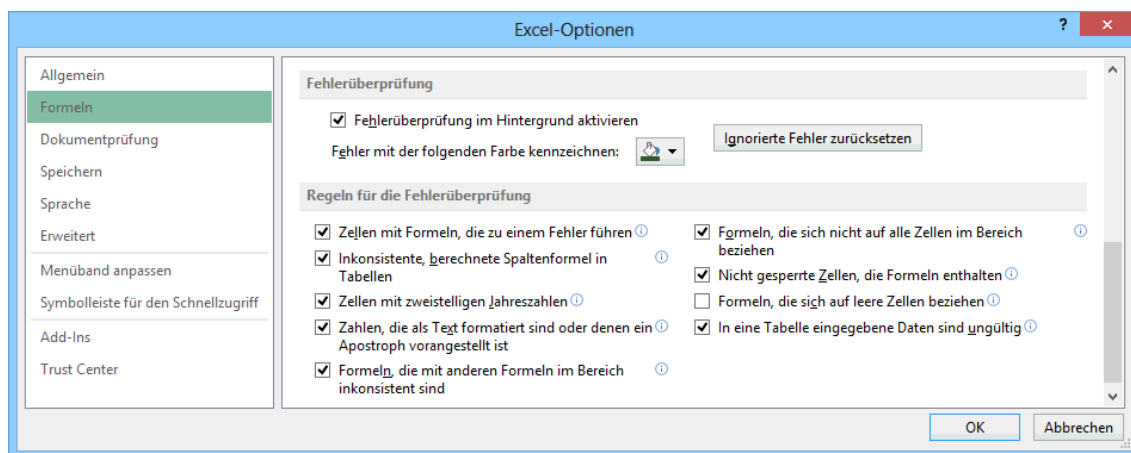 Excel-Optionen
?
Allgemein
Formeln
Dokumentprüfung
Speichern
Sprache
Erweitert
Menüband anpassen
Symbolleiste für den Schnellzugriff
Add-Ins
Trust Center
Fehlerüberprüfung
Fehlerüberprüfung im Hintergrund aktivieren
Fehler mit der folgenden Farbe kennzeichnen:
Ignorierte Fehler zurücksetzen
Regeln für die Fehlerüberprüfung
Zellen mit Formeln, die zu einem Fehler führen
Inkonsistente, berechnete Spaltenformel in
Tabellen
Zellen mit zweistelligen Jahreszahlen
Zahlen, die als Text formatiert sind oder denen ein
Apostroph vorangestellt ist
Formeln, die mit anderen Formeln im Bereich
inkonsistent sind
Formeln, die sich nicht auf alle Zellen im Bereich
beziehen
Nicht gesperrte Zellen, die Formeln enthalten
Formeln, die sich auf leere Zellen beziehen
In eine Tabelle eingegebene Daten sind ungültig
OK
Abbrechen